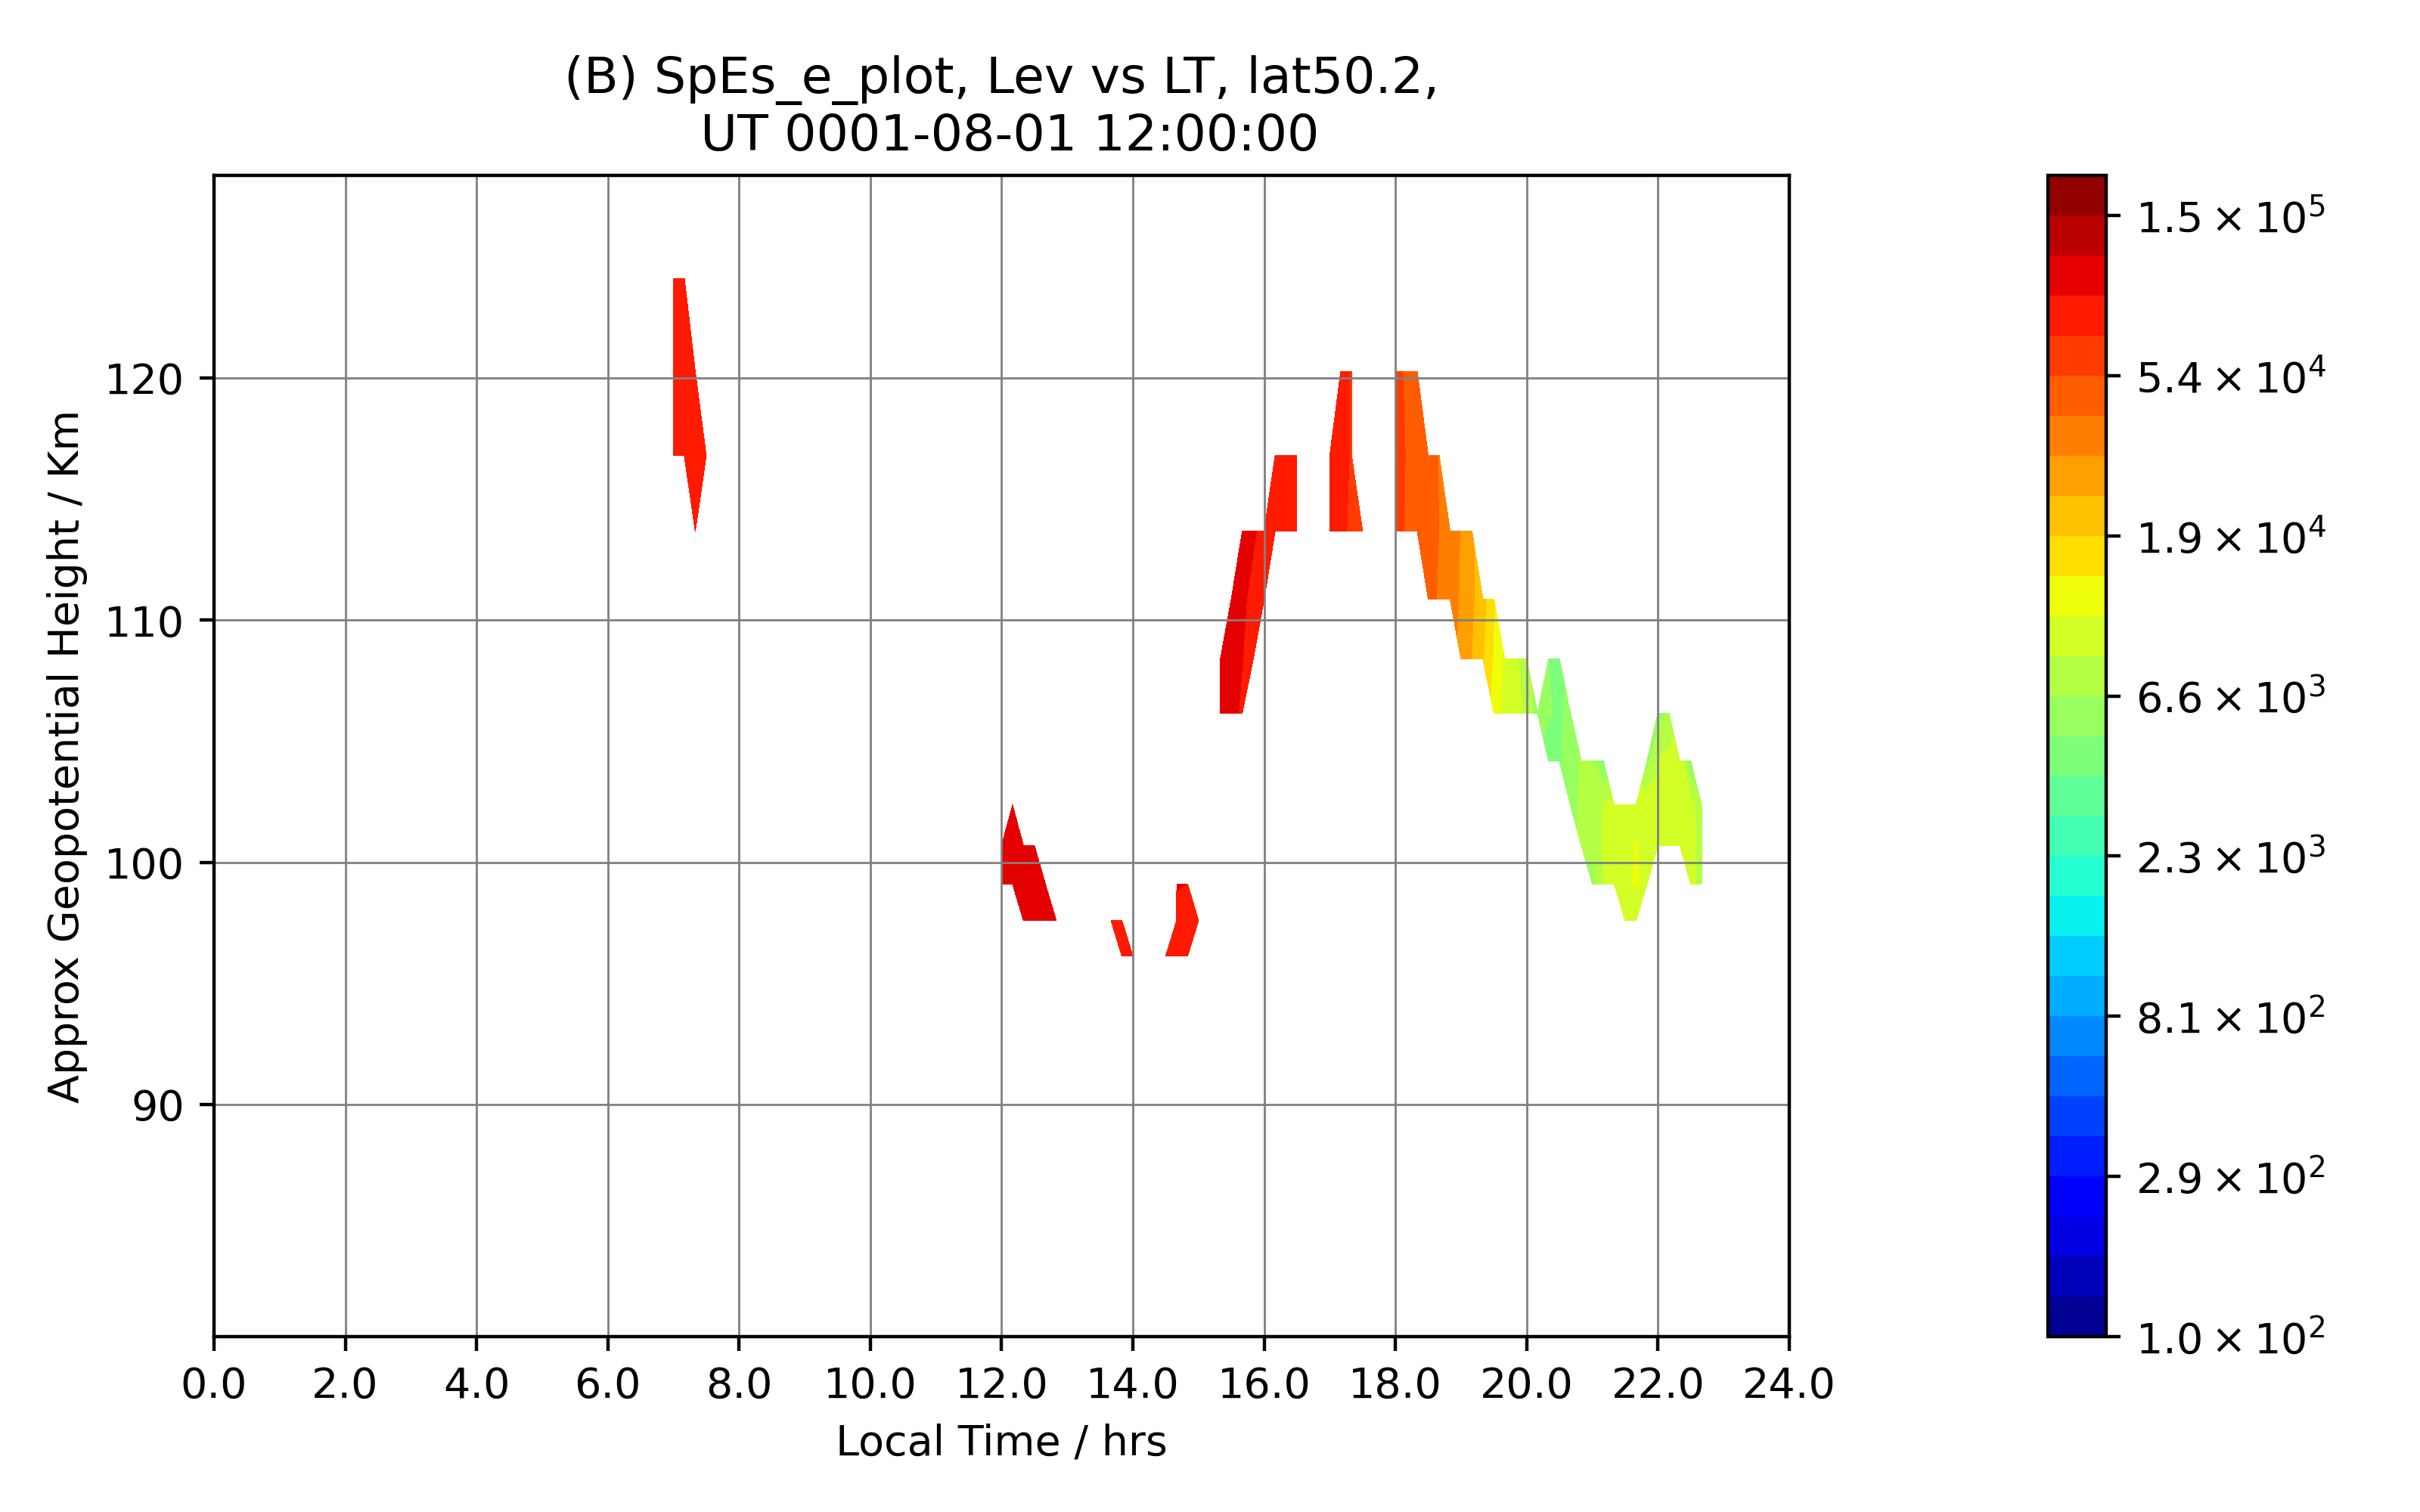 (B) SpEs_e_plot, Lev vs LT, lat50.2,
UT 0001-08-01 12:00:00
Approx Geopotential Height / Km
120
110
100
90
0.0 2.0 4.0 6.0 8.0 10.0 12.0 14.0 16.0 18.0 20.0 22.0 24.0
Local Time / hrs
1.5 × 10⁵
5.4 × 10⁴
1.9 × 10⁴
6.6 × 10³
2.3 × 10³
8.1 × 10²
2.9 × 10²
1.0 × 10²